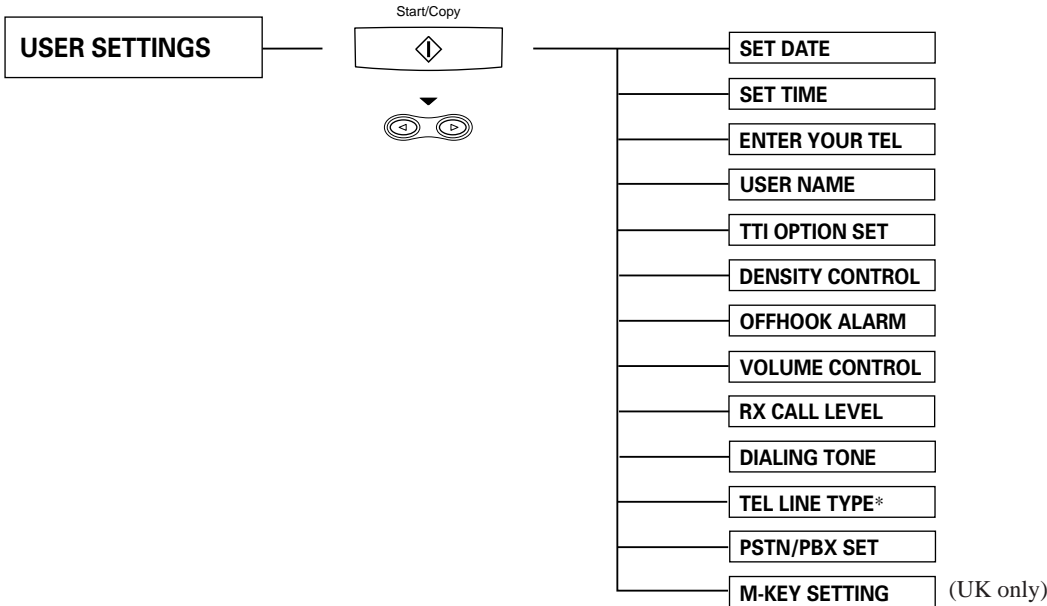 Start/Copy
USER SETTINGS
SET DATE
SET TIME
ENTER YOUR TEL
USER NAME
TTI OPTION SET
DENSITY CONTROL
OFFHOOK ALARM
VOLUME CONTROL
RX CALL LEVEL
DIALING TONE
TEL LINE TYPE*
PSTN/PBX SET
M-KEY SETTING (UK only)